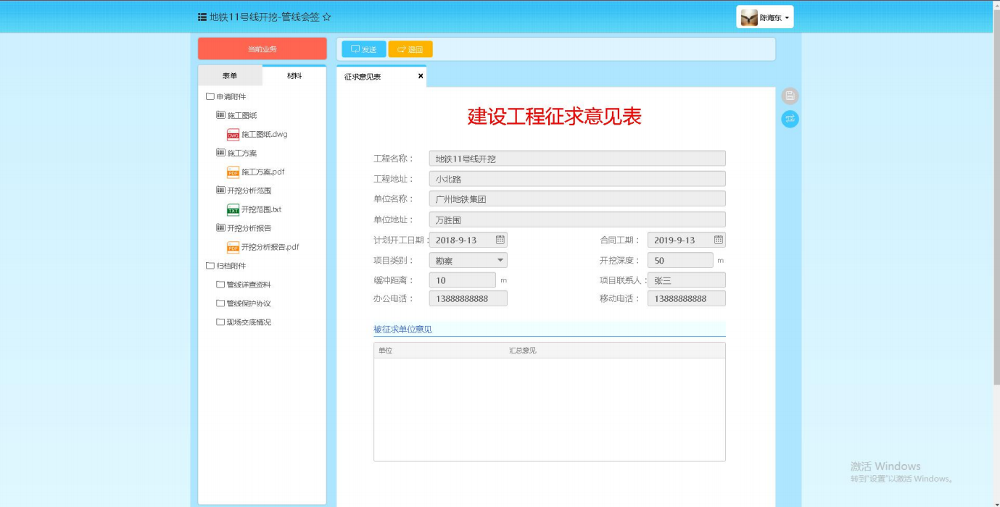 地铁11号线开挖-管线会签
陈海东
当前业务
发送
退回
表单
材料
征求意见表
申请附件
施工图纸
施工图纸.dwg
施工方案
施工方案.pdf
开挖分析范围
开挖范围.txt
开挖分析报告
开挖分析报告.pdf
归档附件
管线详查资料
管线保护协议
现场交底情况
建设工程征求意见表
工程名称： 地铁11号线开挖
工程地址： 小北路
单位名称： 广州地铁集团
单位地址： 万胜围
计划开工日期： 2018-9-13 合同工期： 2019-9-13
项目类别： 勘察 开挖深度： 50 m
缓冲距离： 10 m 项目联系人： 张三
办公电话： 13888888888 移动电话： 13888888888
被征求单位意见
单位 汇总意见
激活 Windows
转到"设置"以激活 Windows。